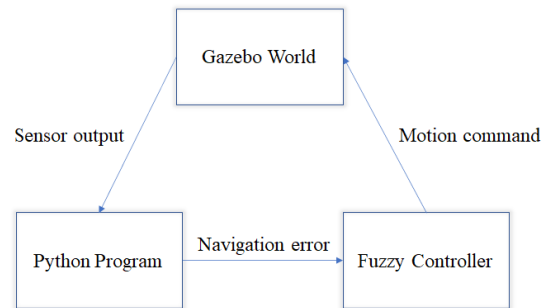 Gazebo World
Sensor output
Motion command
Navigation error
Python Program
Fuzzy Controller